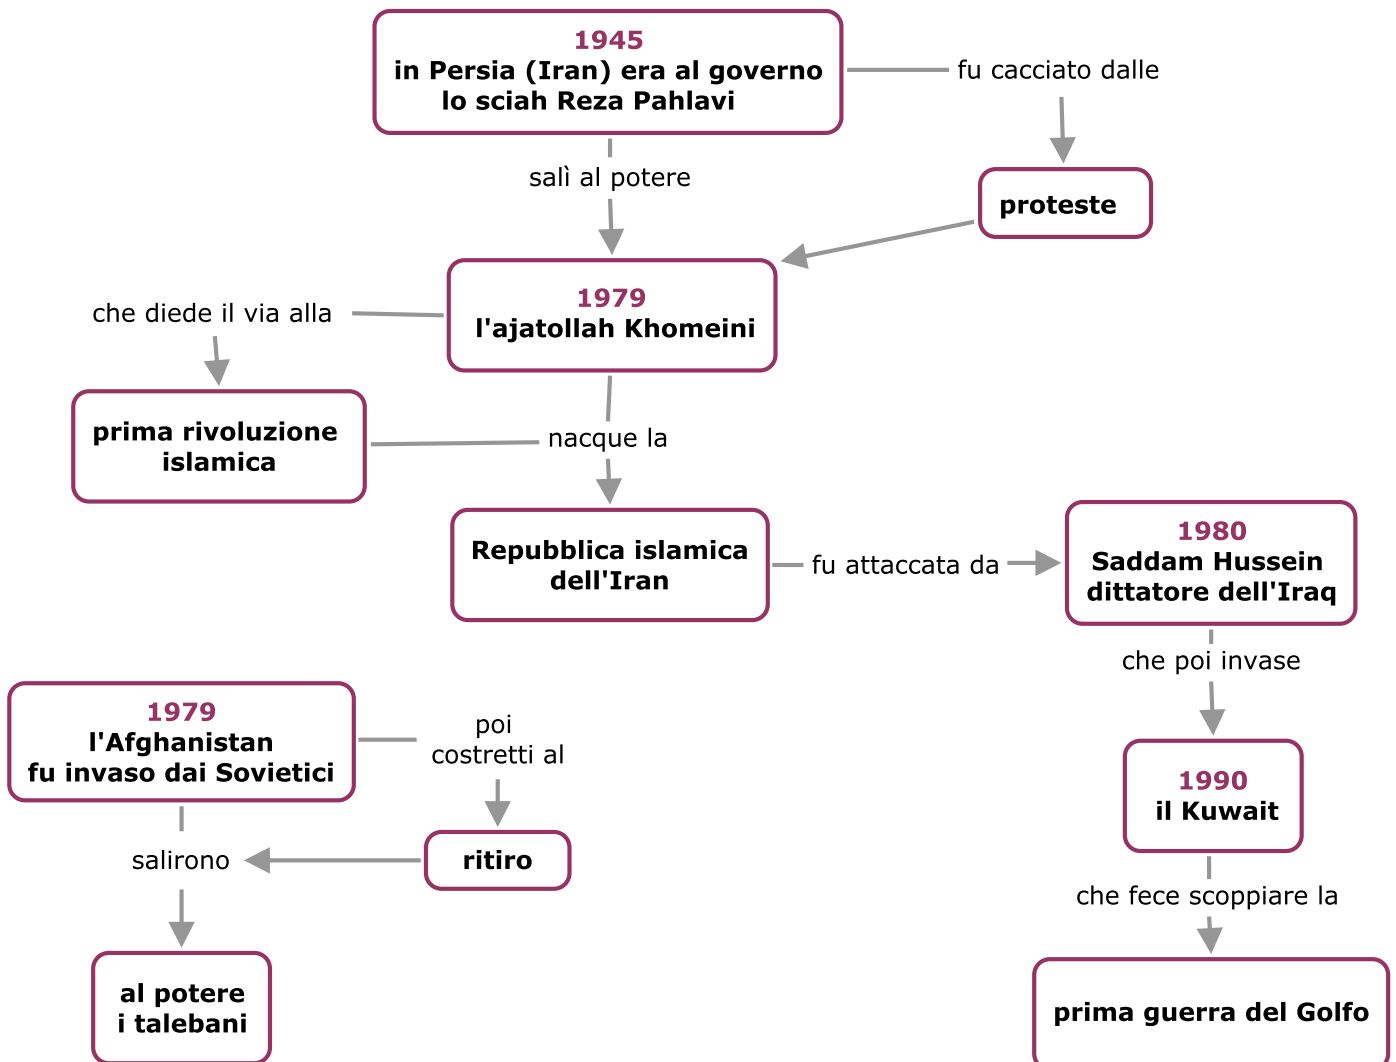 1945
in Persia (Iran) era al governo
lo sciah Reza Pahlavi
fu cacciato dalle
salì al potere
proteste
1979
l'ajatollah Khomeini
che diede il via alla
prima rivoluzione
islamica
nacque la
Repubblica islamica
dell'Iran
fu attaccata da
1980
Saddam Hussein
dittatore dell'Iraq
che poi invase
1979
l'Afghanistan
fu invaso dai Sovietici
poi
costretti al
1990
il Kuwait
salirono
ritiro
che fece scoppiare la
al potere
i talebani
prima guerra del Golfo